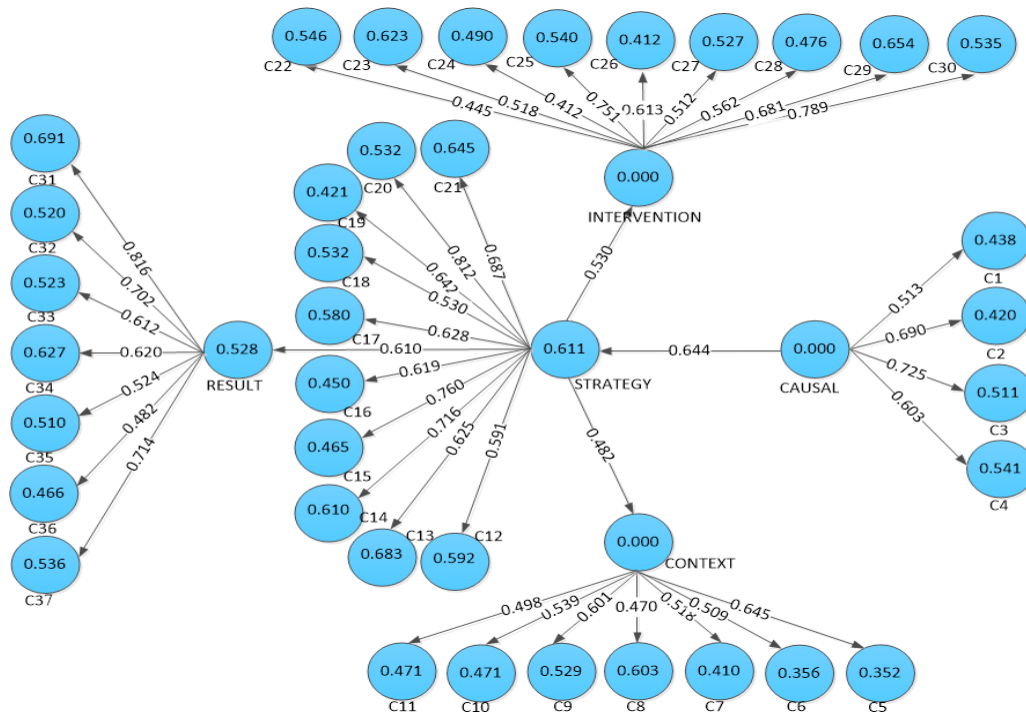 0.546 0.623 0.490 0.540 0.412 0.527 0.476 0.654 0.535
C22 C23 C24 C25 C26 C27 C28 C29 C30
0.445 0.518 0.412 0.751 0.613 0.512 0.562 0.681 0.789
0.000
INTERVENTION
0.530
0.691
C31
0.520
C32
0.523
C33
0.627
C34
0.510
C35
0.466
C36
0.536
C37
0.816
0.702
0.612
0.620
0.524
0.482
0.714
0.528
RESULT
0.610
0.645
C21
0.532
C20
0.421
C19
0.532
C18
0.580
C17
0.450
C16
0.465
C15
0.610
C14
0.683
C13
0.592
C12
0.687
0.812
0.642
0.530
0.628
0.619
0.760
0.716
0.625
0.591
0.611
STRATEGY
0.644
0.000
CAUSAL
0.513
0.690
0.725
0.603
0.438
C1
0.420
C2
0.511
C3
0.541
C4
0.482
0.000
CONTEXT
0.498 0.539 0.601 0.470 0.518 0.509 0.645
0.471 0.471 0.529 0.603 0.410 0.356 0.352
C11 C10 C9 C8 C7 C6 C5